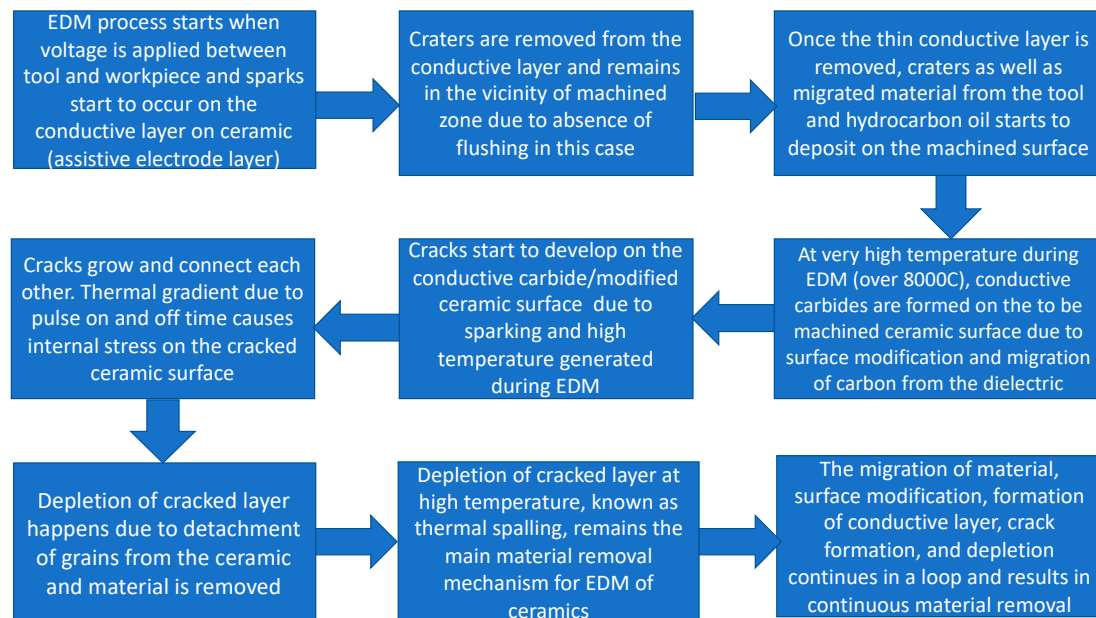 EDM process starts when
voltage is applied between
tool and workpiece and sparks
start to occur on the
conductive layer on ceramic
(assistive electrode layer)
Craters are removed from the
conductive layer and remains
in the vicinity of machined
zone due to absence of
flushing in this case
Once the thin conductive layer is
removed, craters as well as
migrated material from the tool
and hydrocarbon oil starts to
deposit on the machined surface
At very high temperature during
EDM (over 8000C), conductive
carbides are formed on the to be
machined ceramic surface due to
surface modification and migration
of carbon from the dielectric
Cracks start to develop on the
conductive carbide/modified
ceramic surface due to
sparking and high
temperature generated
during EDM
Cracks grow and connect each
other. Thermal gradient due to
pulse on and off time causes
internal stress on the cracked
ceramic surface
Depletion of cracked layer
happens due to detachment
of grains from the ceramic
and material is removed
Depletion of cracked layer at
high temperature, known as
thermal spalling, remains the
main material removal
mechanism for EDM of
ceramics
The migration of material,
surface modification, formation
of conductive layer, crack
formation, and depletion
continues in a loop and results in
continuous material removal